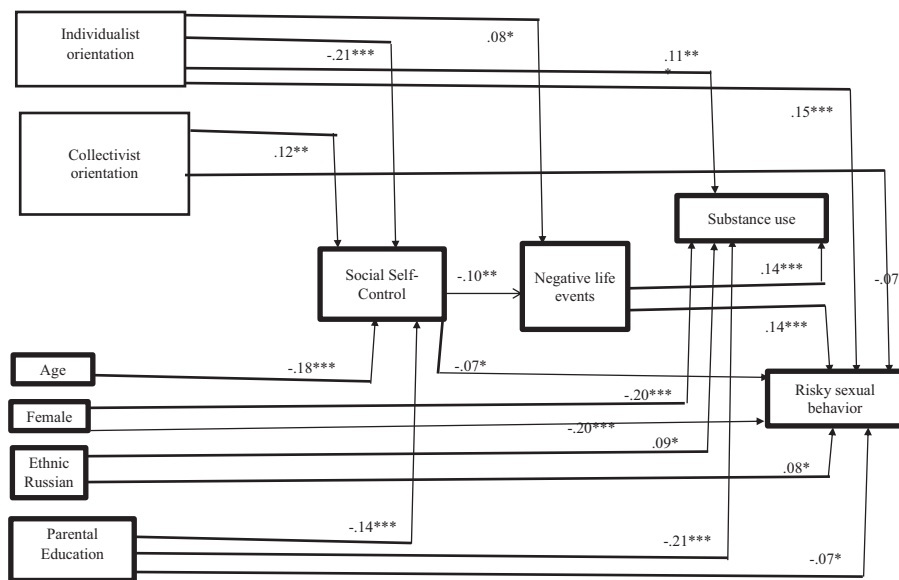 Individualist
orientation
.08*
-.21***
.11**
*
.15***
Collectivist
orientation
.12**
Substance use
Social Self-
Control
-.10**
Negative life
events
.14***
-.07
.14***
Age
-.18***
-.07*
Risky sexual
behavior
Female
-.20***
-.20***
Ethnic
Russian
.09*
.08*
Parental
Education
-.14***
-.21***
-.07*